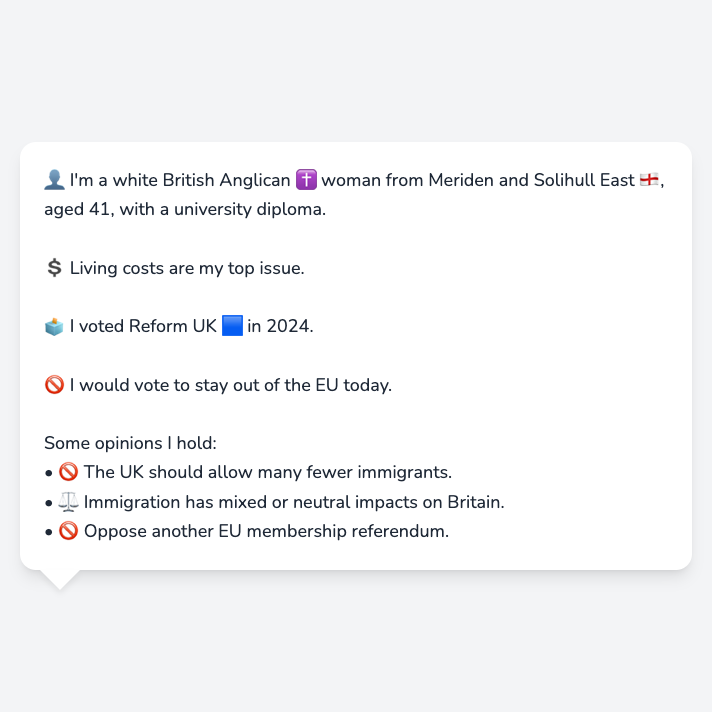 👤 I'm a white British Anglican ✝️ woman from Meriden and Solihull East 🏴󠁧󠁢󠁥󠁮󠁧󠁿,
aged 41, with a university diploma.
💲 Living costs are my top issue.
🗳️ I voted Reform UK 🟦 in 2024.
🚫 I would vote to stay out of the EU today.
Some opinions I hold:
• 🚫 The UK should allow many fewer immigrants.
• ⚖️ Immigration has mixed or neutral impacts on Britain.
• 🚫 Oppose another EU membership referendum.